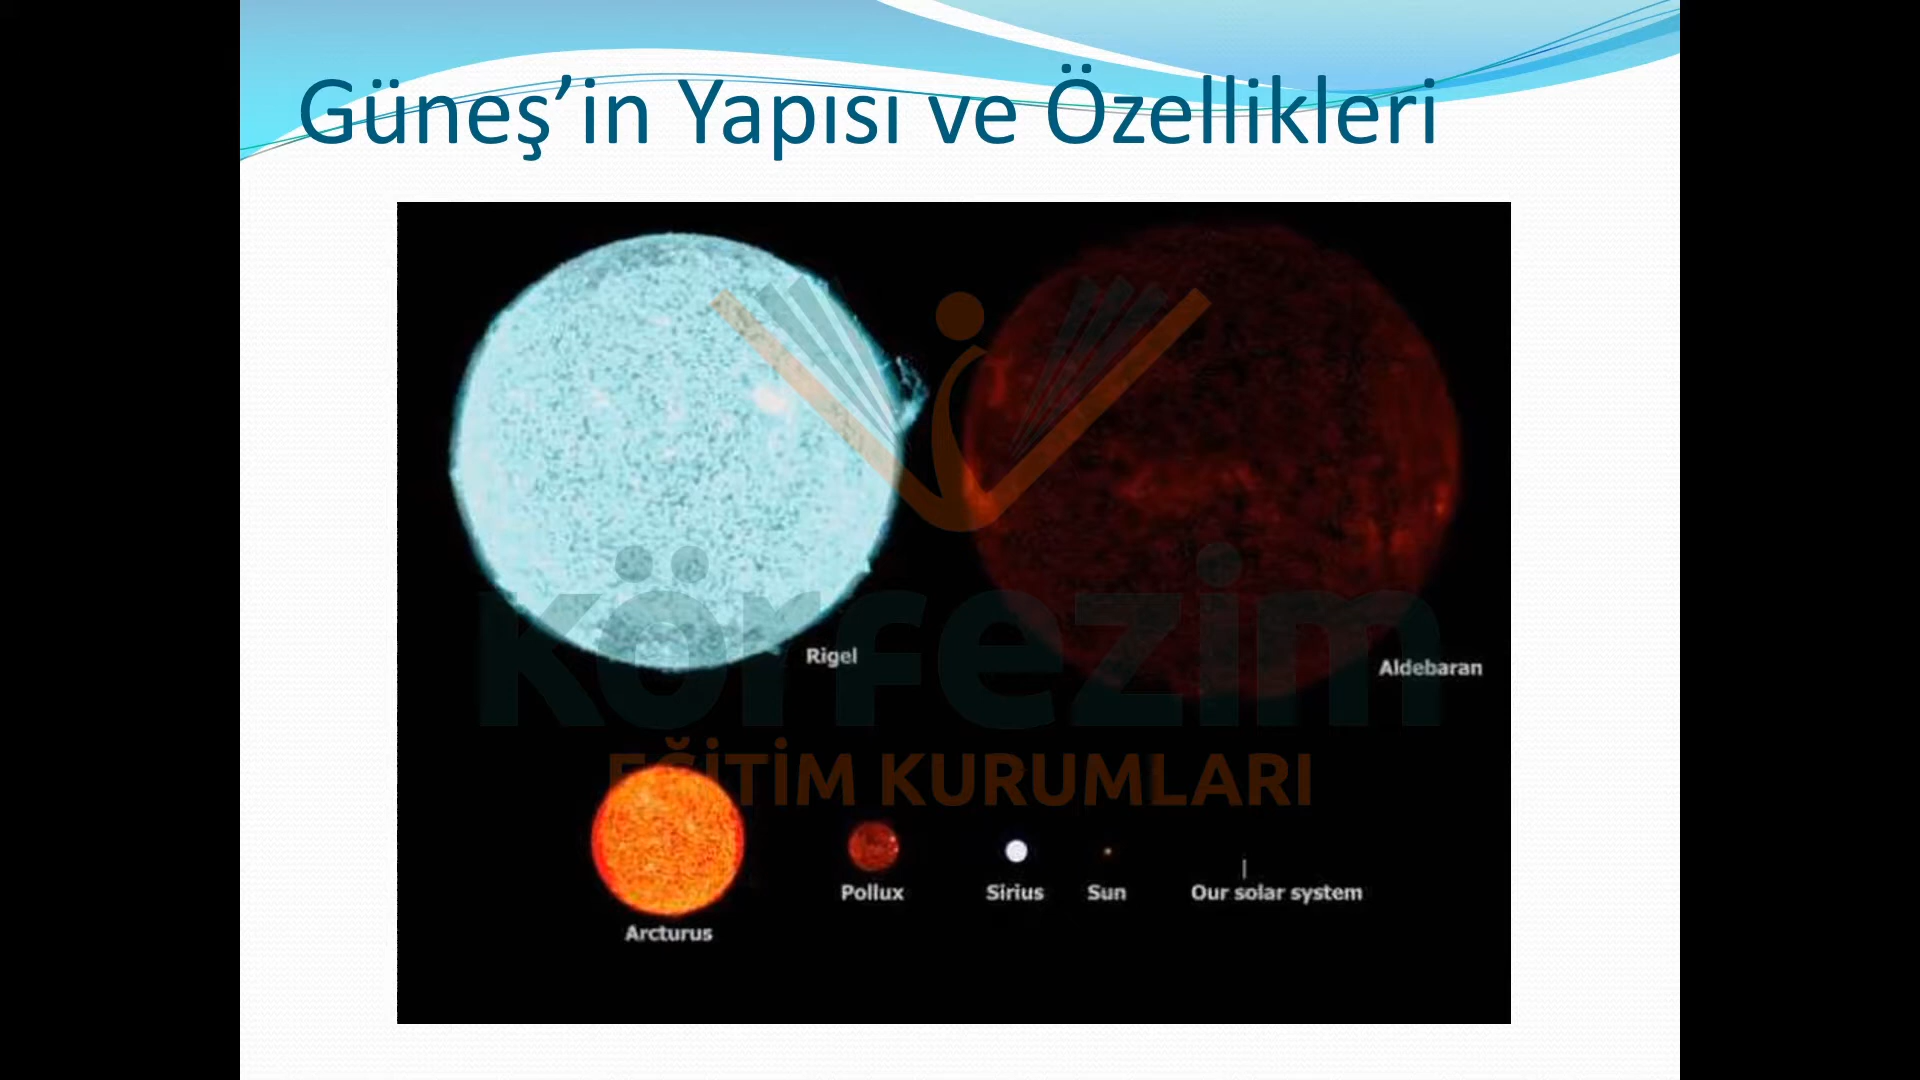 Güneş’in Yapısı ve Özellikleri
Rigel
Aldebaran
körfezim
EĞİTİM KURUMLARI
Pollux
Sirius
Sun
Our solar system
Arcturus